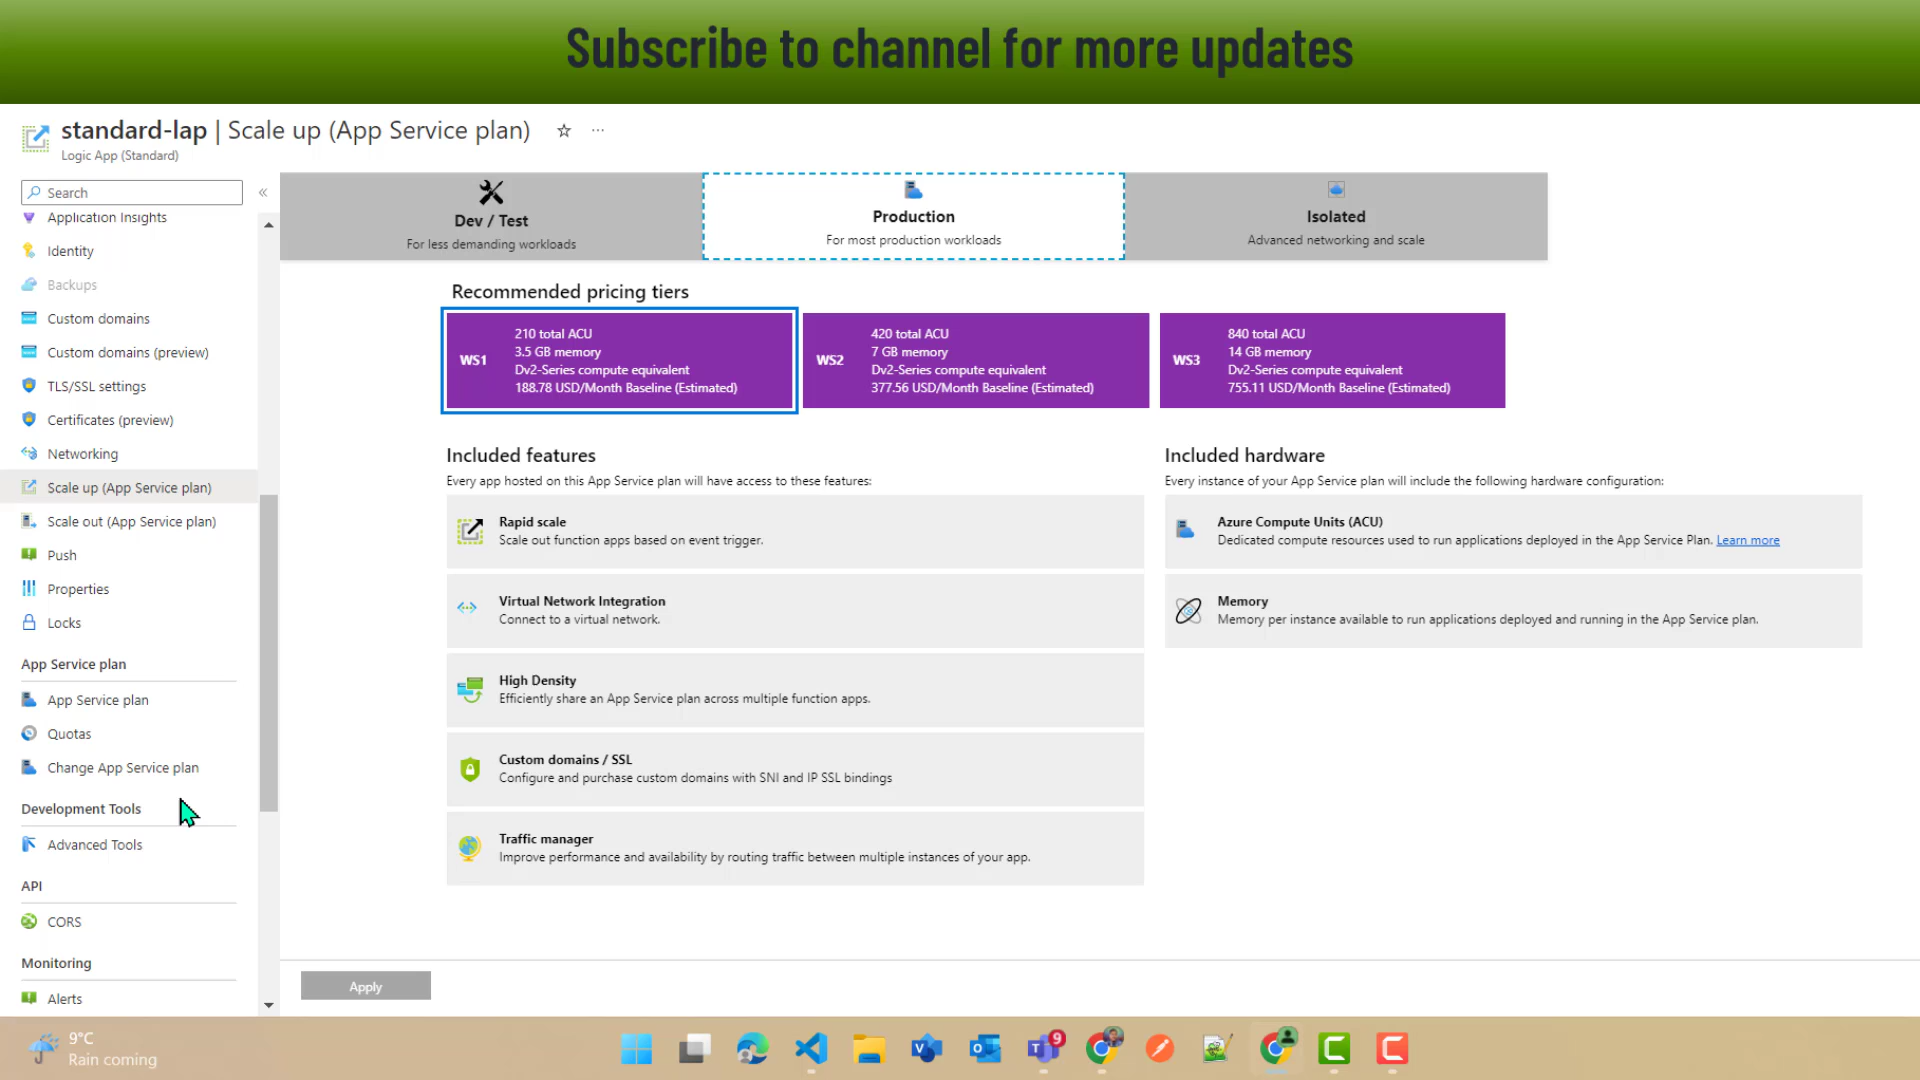 Subscribe to channel for more updates
standard-lap | Scale up (App Service plan) ☆ ···
Logic App (Standard)
Search «
Application Insights
Identity
Backups
Custom domains
Custom domains (preview)
TLS/SSL settings
Certificates (preview)
Networking
Scale up (App Service plan)
Scale out (App Service plan)
Push
Properties
Locks
App Service plan
App Service plan
Quotas
Change App Service plan
Development Tools
Advanced Tools
API
CORS
Monitoring
Alerts
Dev / Test
For less demanding workloads
Production
For most production workloads
Isolated
Advanced networking and scale
Recommended pricing tiers
WS1
210 total ACU
3.5 GB memory
Dv2-Series compute equivalent
188.78 USD/Month Baseline (Estimated)
WS2
420 total ACU
7 GB memory
Dv2-Series compute equivalent
377.56 USD/Month Baseline (Estimated)
WS3
840 total ACU
14 GB memory
Dv2-Series compute equivalent
755.11 USD/Month Baseline (Estimated)
Included features
Every app hosted on this App Service plan will have access to these features:
Rapid scale
Scale out function apps based on event trigger.
Virtual Network Integration
Connect to a virtual network.
High Density
Efficiently share an App Service plan across multiple function apps.
Custom domains / SSL
Configure and purchase custom domains with SNI and IP SSL bindings
Traffic manager
Improve performance and availability by routing traffic between multiple instances of your app.
Included hardware
Every instance of your App Service plan will include the following hardware configuration:
Azure Compute Units (ACU)
Dedicated compute resources used to run applications deployed in the App Service Plan. Learn more
Memory
Memory per instance available to run applications deployed and running in the App Service plan.
Apply
9°C
Rain coming
9